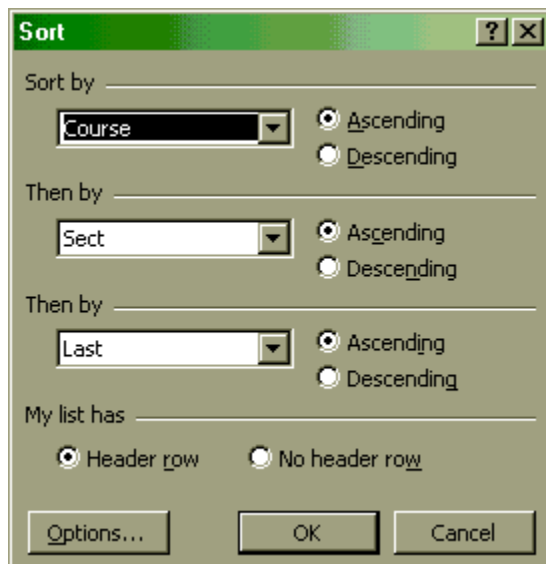 Sort
Sort by
Course
Ascending
Descending
Then by
Sect
Ascending
Descending
Then by
Last
Ascending
Descending
My list has
Header row
No header row
Options...
OK
Cancel